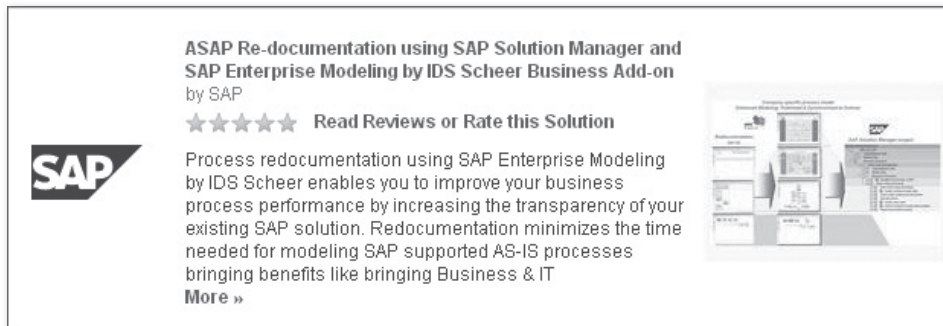 ASAP Re-documentation using SAP Solution Manager and
SAP Enterprise Modeling by IDS Scheer Business Add-on
by SAP
Read Reviews or Rate this Solution
SAP
Process redocumentation using SAP Enterprise Modeling
by IDS Scheer enables you to improve your business
process performance by increasing the transparency of your
existing SAP solution. Redocumentation minimizes the time
needed for modeling SAP supported AS-IS processes
bringing benefits like bringing Business & IT
More »